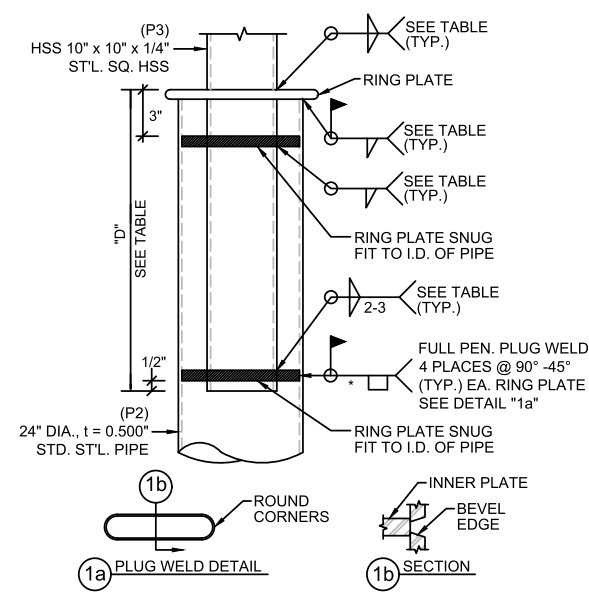 (P3)
HSS 10" x 10" x 1/4"
ST'L. SQ. HSS
SEE TABLE
(TYP.)
RING PLATE
3"
SEE TABLE
(TYP.)
SEE TABLE
(TYP.)
"D"
SEE TABLE
RING PLATE SNUG
FIT TO I.D. OF PIPE
SEE TABLE
(TYP.)
2-3
1/2"
FULL PEN. PLUG WELD
4 PLACES @ 90° -45°
(TYP.) EA. RING PLATE
SEE DETAIL "1a"
*
(P2)
24" DIA., t = 0.500"
STD. ST'L. PIPE
RING PLATE SNUG
FIT TO I.D. OF PIPE
1b
ROUND
CORNERS
1a PLUG WELD DETAIL
INNER PLATE
BEVEL
EDGE
1b SECTION